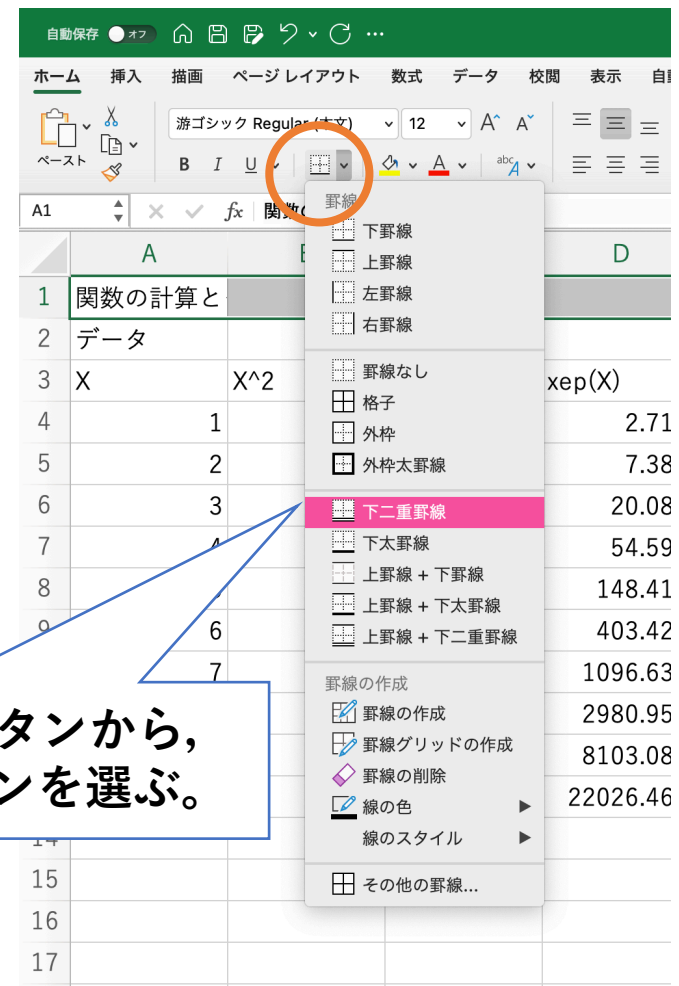 自動保存 オフ
ホーム 挿入 描画 ページ レイアウト 数式 データ 校閲 表示
ペースト
游ゴシック Regular (本文) 12 A^ Aˇ
B I U A abc A
A1 fx 関数の
A D
1 関数の計算と
2 データ
3 X X^2 xep(X)
4 1 2.71
5 2 7.38
6 3 20.08
7 54.59
8 148.41
6 403.42
7 1096.63
2980.95
8103.08
22026.46
15
16
17
罫線
下罫線
上罫線
左罫線
右罫線
罫線なし
格子
外枠
外枠太罫線
下二重罫線
下太罫線
上罫線 + 下罫線
上罫線 + 下太罫線
上罫線 + 下二重罫線
罫線の作成
罫線の作成
罫線グリッドの作成
罫線の削除
線の色
線のスタイル
その他の罫線...
タンから，
ンを選ぶ。